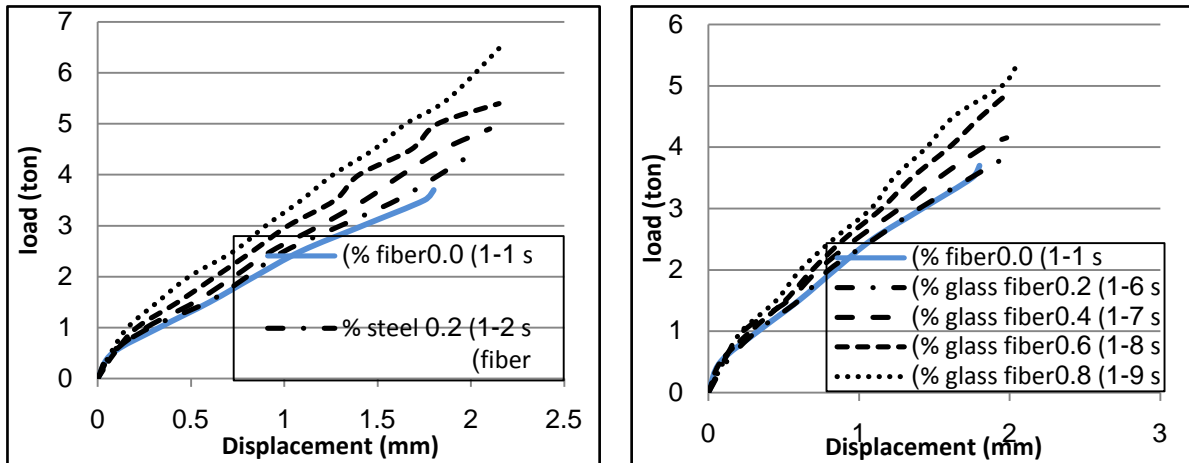 7
6
5
4
3
2
1
0
load (ton)
0
0.5
1
1.5
2
2.5
Displacement (mm)
(% fiber0.0 (1-1 s
% steel 0.2 (1-2 s
(fiber
6
5
4
3
2
1
0
load (ton)
0
1
2
3
Displacement (mm)
(% fiber0.0 (1-1 s
(% glass fiber0.2 (1-6 s
(% glass fiber0.4 (1-7 s
(% glass fiber0.6 (1-8 s
(% glass fiber0.8 (1-9 s